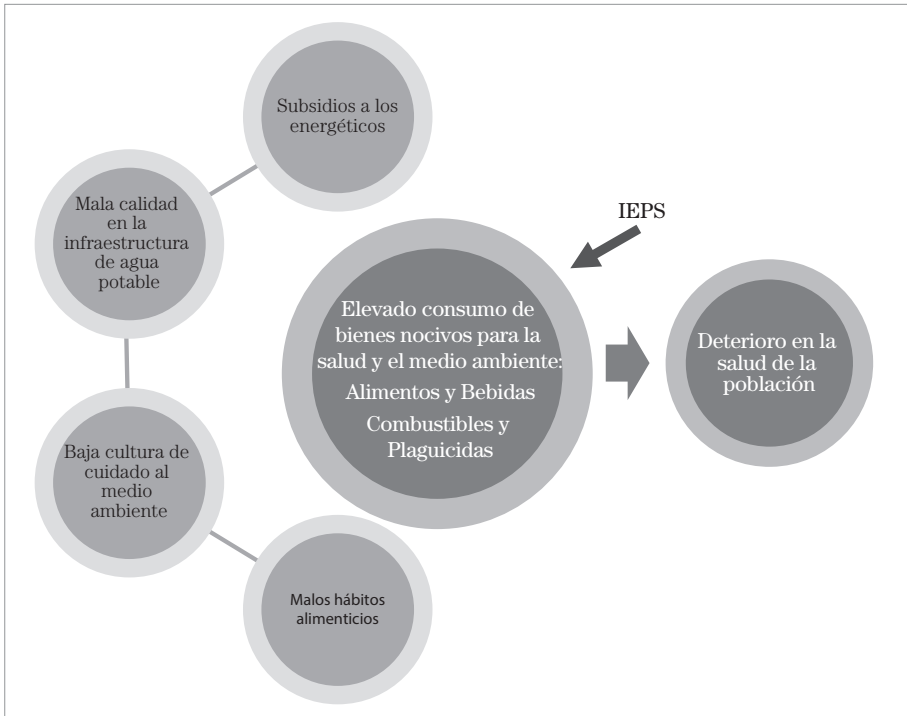 Subsidios a los
energéticos
Mala calidad
en la
infraestructura
de agua
potable
Baja cultura de
cuidado al
medio
ambiente
Malos hábitos
alimenticios
Elevado consumo de
bienes nocivos para la
salud y el medio ambiente:
Alimentos y Bebidas
Combustibles y
Plaguicidas
IEPS
Deterioro en la
salud de la
población